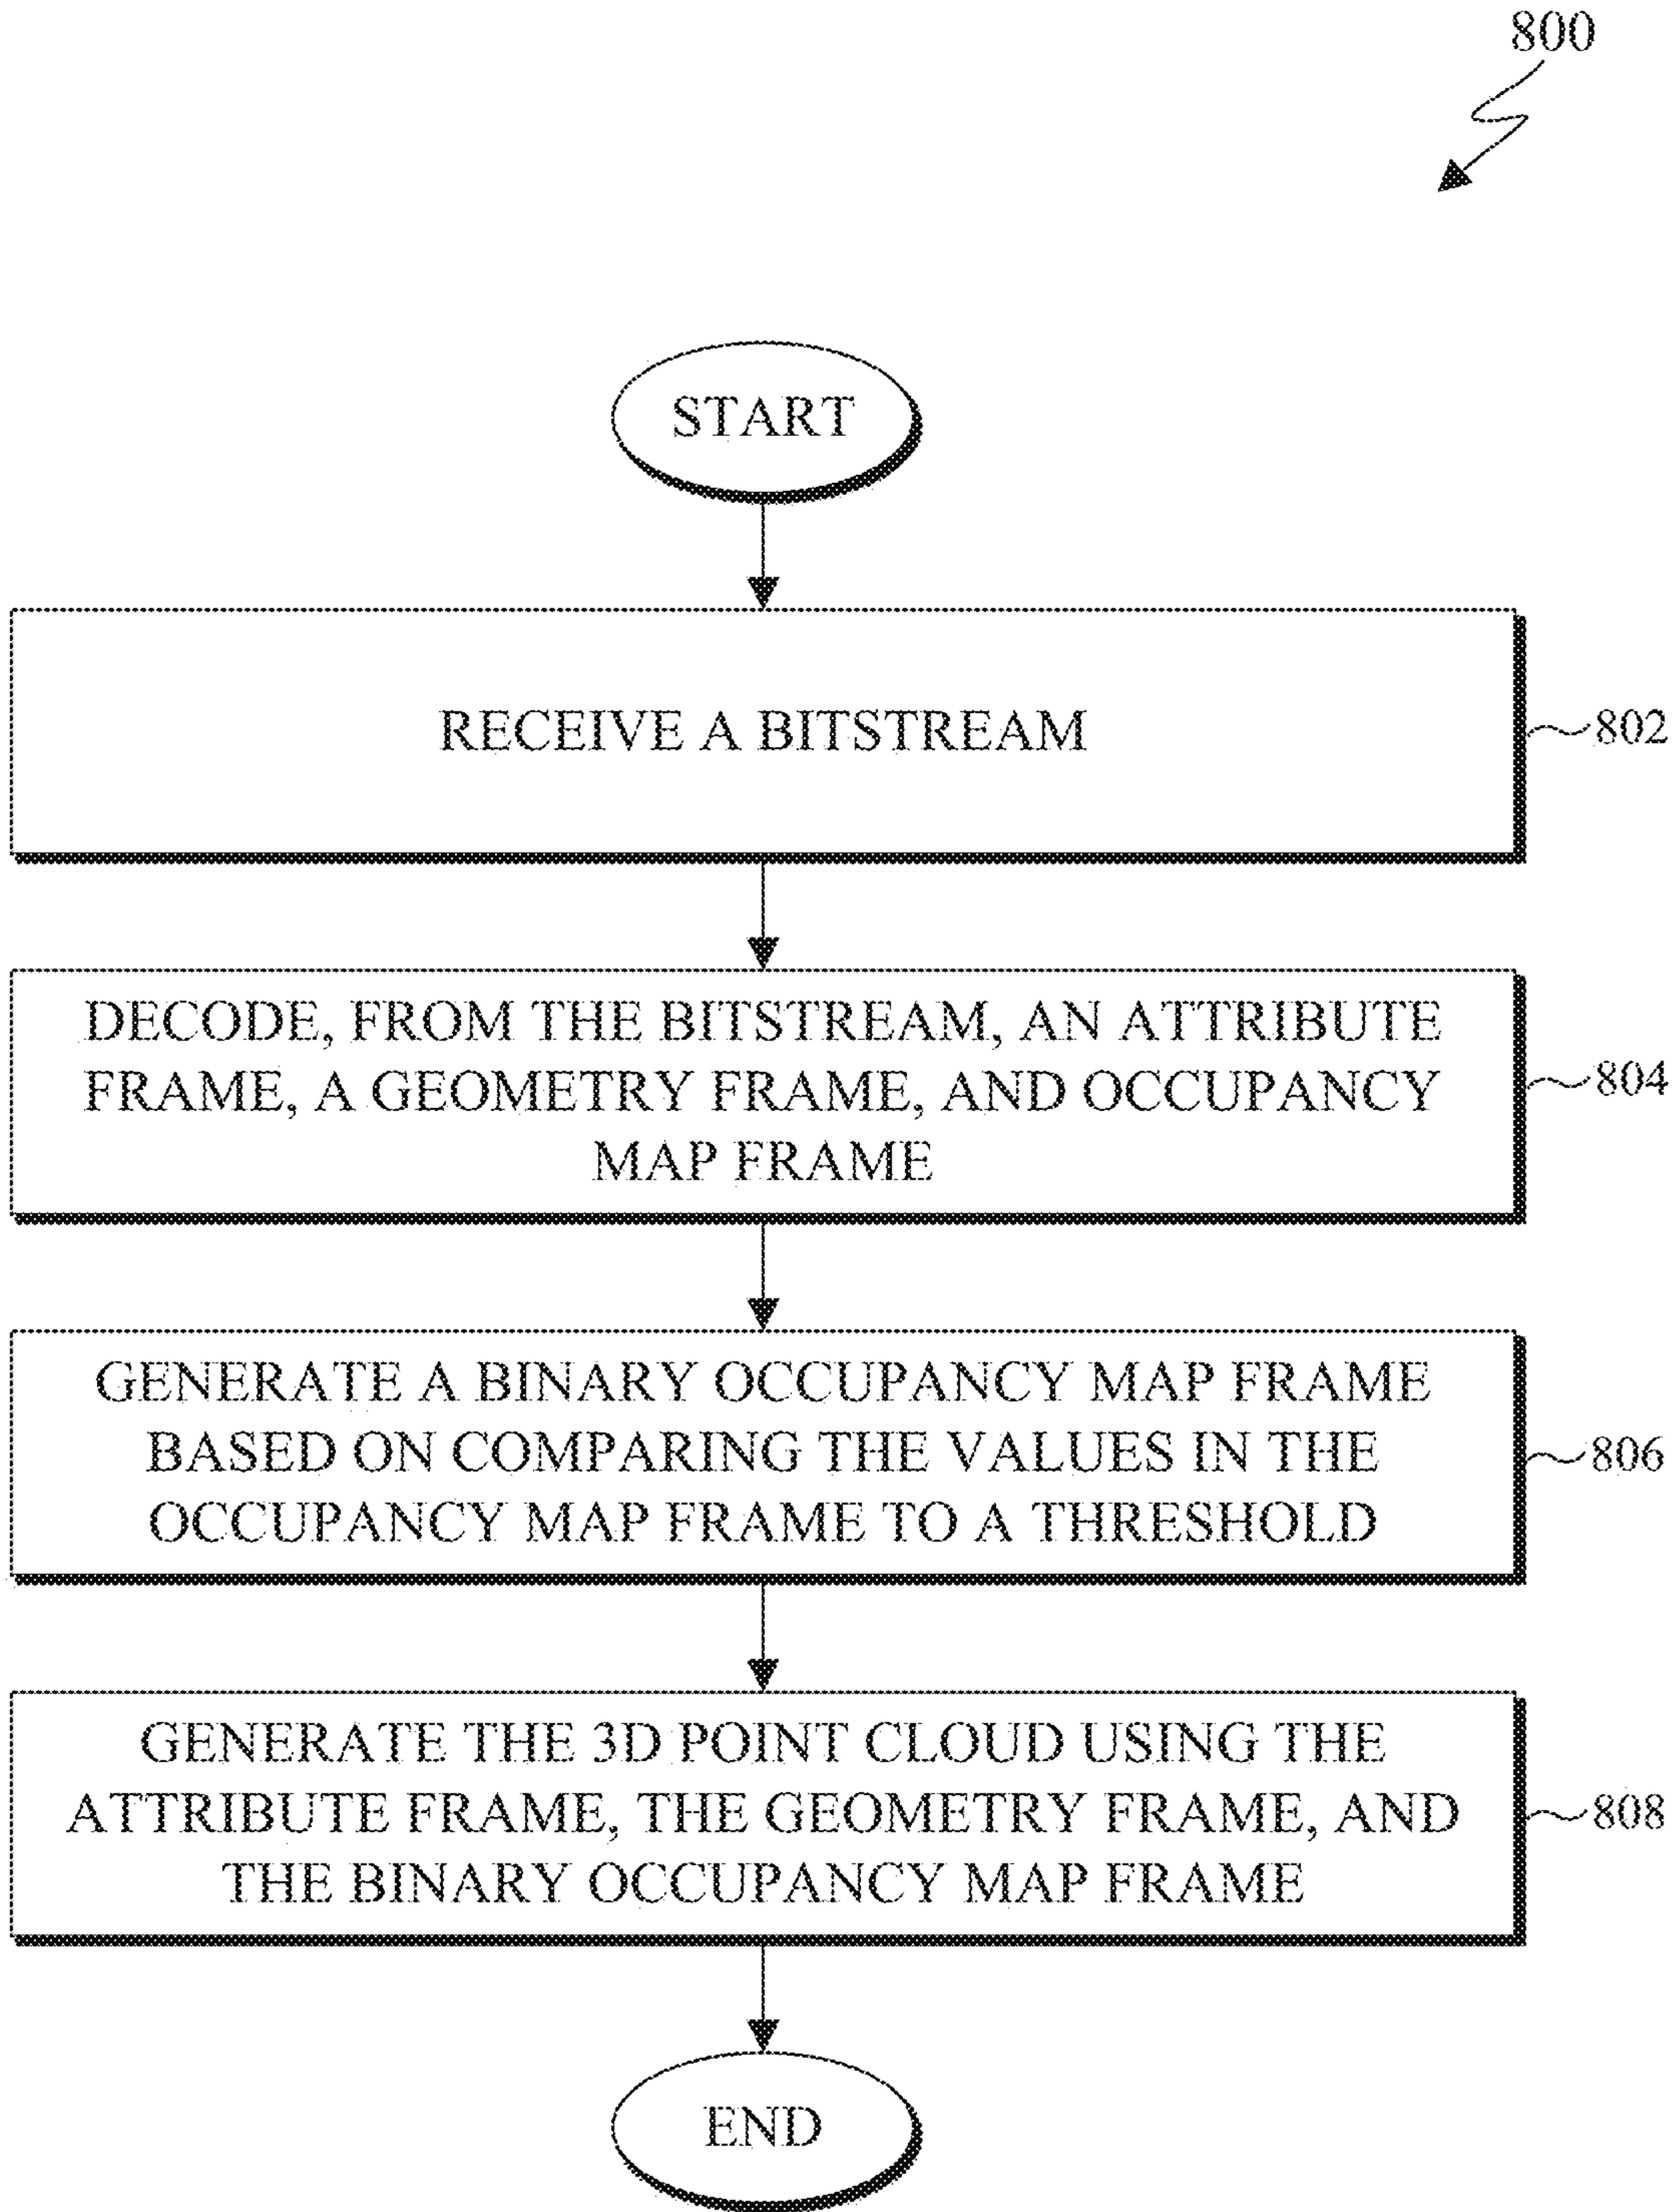 800
START
RECEIVE A BITSTREAM
802
DECODE, FROM THE BITSTREAM, AN ATTRIBUTE
FRAME, A GEOMETRY FRAME, AND OCCUPANCY
MAP FRAME
804
GENERATE A BINARY OCCUPANCY MAP FRAME
BASED ON COMPARING THE VALUES IN THE
OCCUPANCY MAP FRAME TO A THRESHOLD
806
GENERATE THE 3D POINT CLOUD USING THE
ATTRIBUTE FRAME, THE GEOMETRY FRAME, AND
THE BINARY OCCUPANCY MAP FRAME
808
END